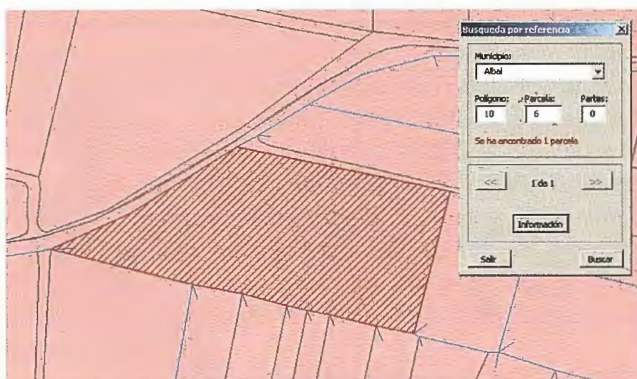 Busqueda por referencia
Municipio:
Albal
Polígono: Parcela: Partes:
10 6 0
Se ha encontrado 1 parcela
<< 1 de 1 >>
Información
Salir Buscar